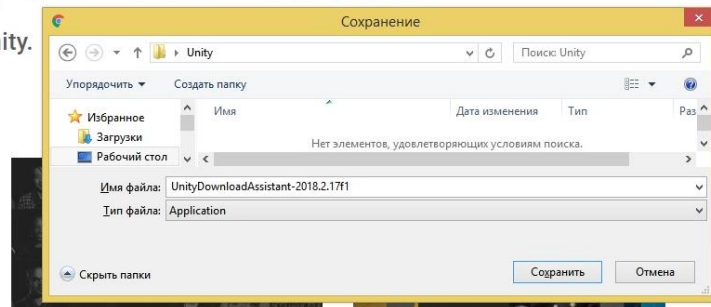 Сохранение
ity.
Unity
Поиск: Unity
Упорядочить
Создать папку
Имя
Дата изменения
Тип
Раз
Избранное
Загрузки
Рабочий стол
Нет элементов, удовлетворяющих условиям поиска.
Имя файла: UnityDownloadAssistant-2018.2.17f1
Тип файла: Application
Скрыть папки
Сохранить
Отмена